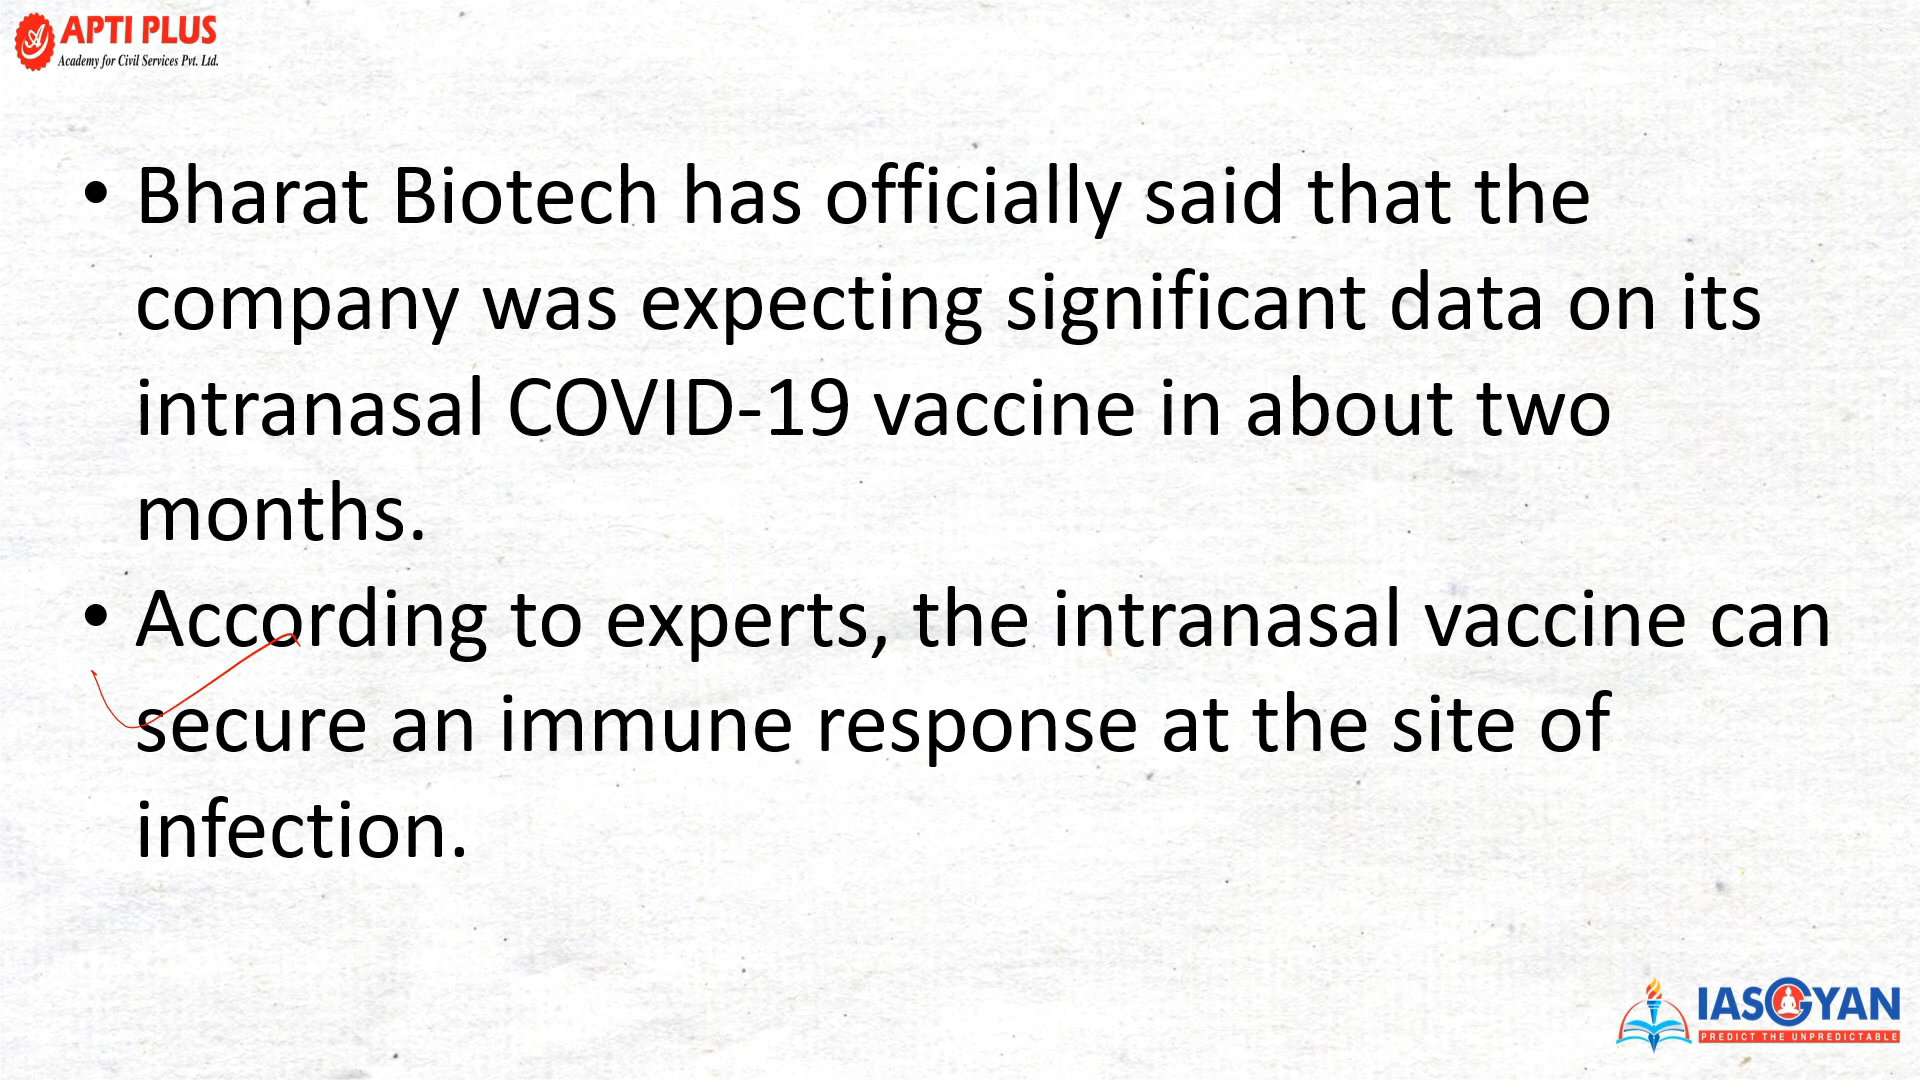 APTI PLUS
Academy for Civil Services Pvt. Ltd.
• Bharat Biotech has officially said that the
company was expecting significant data on its
intranasal COVID-19 vaccine in about two
months.
• According to experts, the intranasal vaccine can
secure an immune response at the site of
infection.
IASGYAN
PREDICT THE UNPREDICTABLE